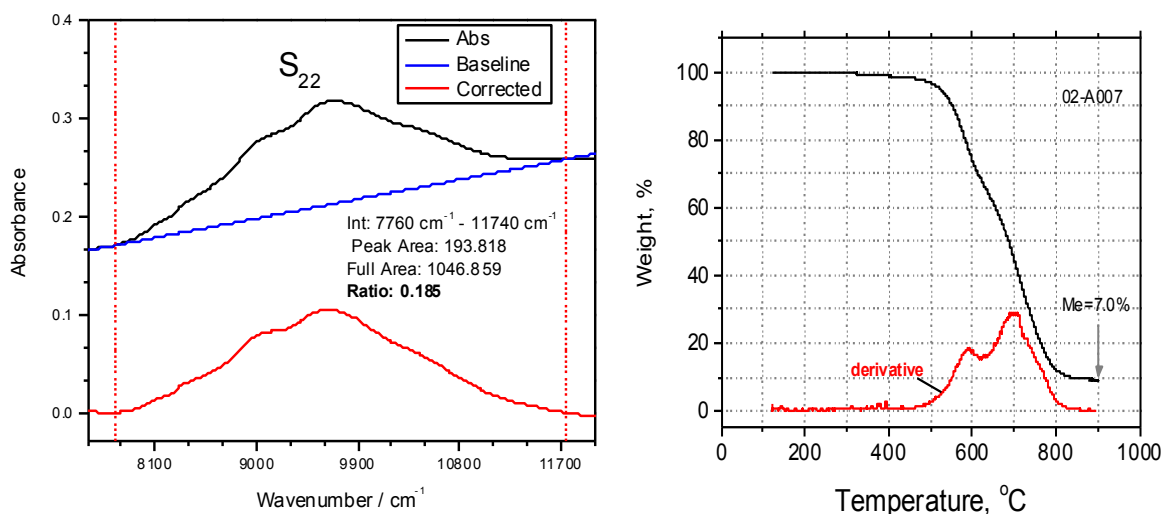 0.4
0.3
0.2
0.1
0.0
Absorbance
S22
Abs
Baseline
Corrected
Int: 7760 cm-1 - 11740 cm-1
Peak Area: 193.818
Full Area: 1046.859
Ratio: 0.185
8100 9000 9900 10800 11700
Wavenumber / cm-1
100
80
60
40
20
0
Weight, %
02-A007
Me=7.0%
derivative
0 200 400 600 800 1000
Temperature, oC